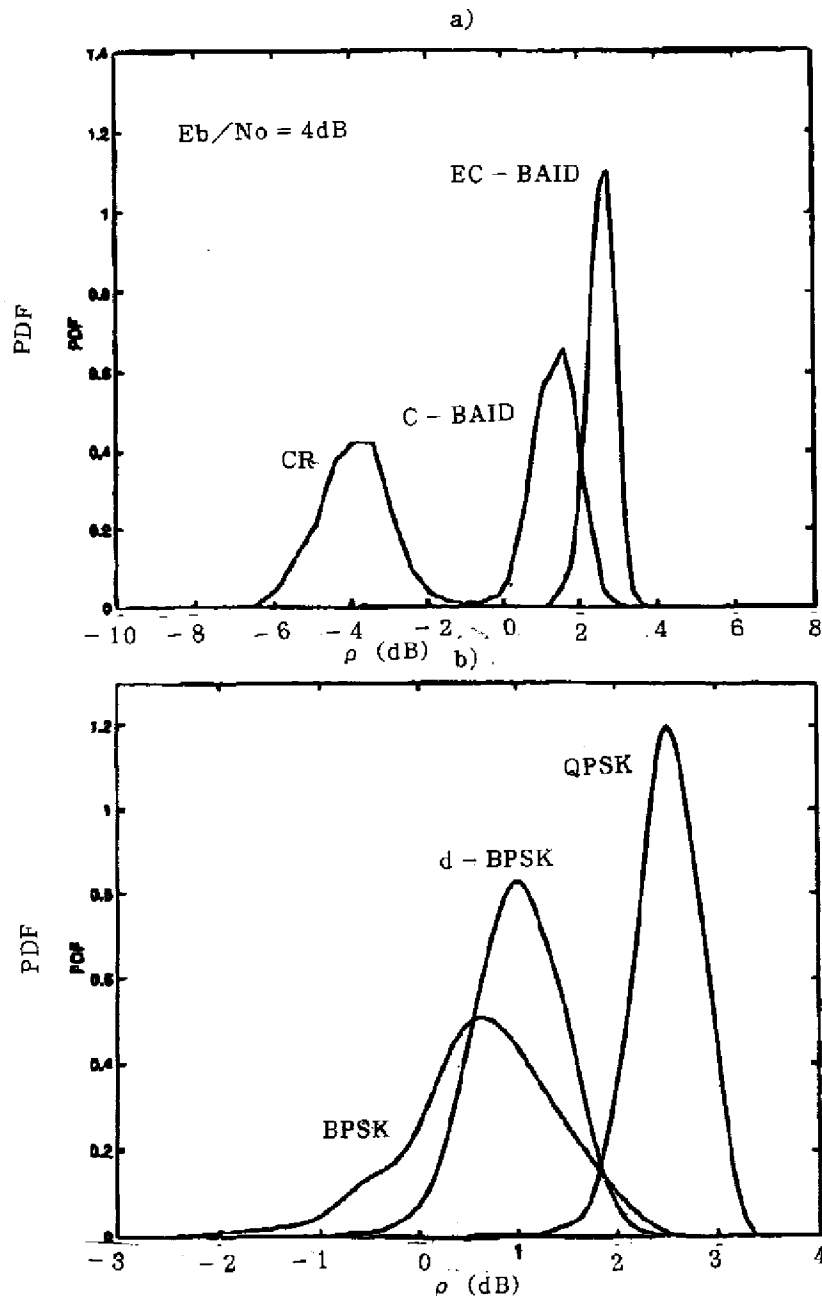 a)
1.4
Eb/No = 4dB
1.2
EC - BAID
1
0.8
PDF
PDF
0.6
C - BAID
CR
0.4
0.2
0
-10 -8 -6 -4 -2 0 2 4 6 8
ρ (dB) b)
1.2
QPSK
1
d - BPSK
0.8
PDF
PDF
0.6
0.4
BPSK
0.2
0
-3 -2 -1 0 1 2 3 4
ρ (dB)